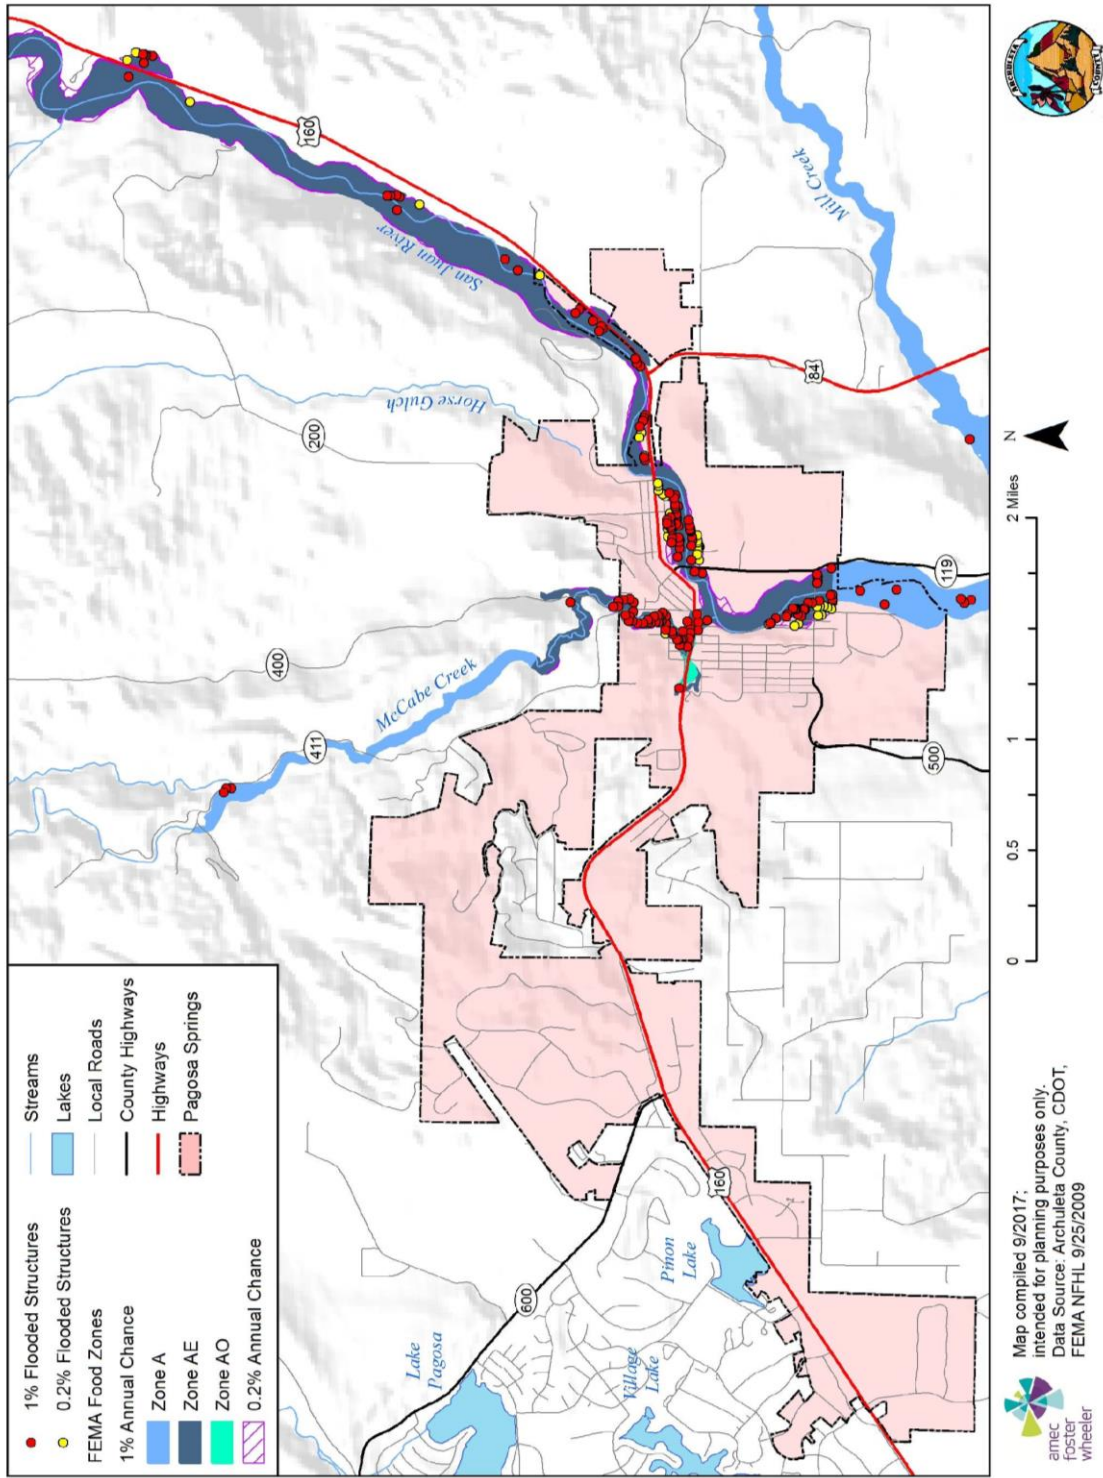 1% Flooded Structures
0.2% Flooded Structures
FEMA Food Zones
1% Annual Chance
Zone A
Zone AE
Zone AO
0.2% Annual Chance
Streams
Lakes
Local Roads
County Highways
Highways
Pagosa Springs
411
400
200
160
McCabe Creek
Horse Gulch
San Juan River
600
Lake
Pagosa
Village
Lake
Pinon
Lake
160
500
119
84
Mill Creek
Map compiled 9/2017;
intended for planning purposes only.
Data Source: Archuleta County, CDOT,
FEMA NFHL 9/25/2009
0
0.5
1
2 Miles
N
amec
foster
wheeler
ARCHULETA
COUNTY